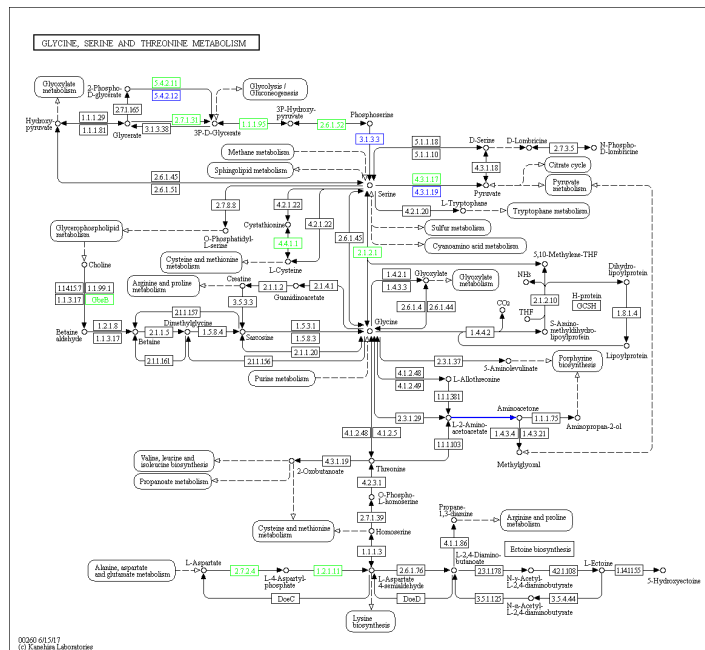 GLYCINE, SERINE AND THREONINE METABOLISM
Glyoxylate
metabolism
2-Phospho-
D-glycerate
5.4.2.11
5.4.2.12
Glycolysis /
Gluconeogenesis
3P-Hydroxy-
pyruvate
Phosphoserine
2.7.1.165
1.1.1.29
1.1.1.81
2.7.1.31
1.1.1.95
2.6.1.52
Hydroxy-
pyruvate
Glycerate
3.1.3.38
3P-D-Glycerate
3.1.3.3
Methane metabolism
Sphingolipid metabolism
5.1.1.18
5.1.1.10
D-Serine
D-Lombricine
2.7.3.5
N-Phospho-
D-lombricine
4.3.1.18
Citrate cycle
Pyruvate
metabolism
2.6.1.45
2.6.1.51
Serine
4.3.1.17
4.3.1.19
Pyruvate
L-Tryptophane
4.2.1.20
Tryptophane metabolism
2.7.8.8
Cystathionine
4.2.1.22
4.2.1.22
Sulfur metabolism
Cyanoamino acid metabolism
Glycerophospholipid
metabolism
O-Phosphatidyl-
L-serine
4.4.1.1
2.6.1.45
2.1.2.1
Cysteine and methionine
metabolism
L-Cysteine
5,10-Methylene-THF
Choline
Arginine and proline
metabolism
Creatine
2.1.1.2
2.1.4.1
Guanidinoacetate
3.5.3.3
1.4.2.1
1.4.3.3
Glyoxylate
Glyoxylate
metabolism
NH3
Dihydro-
lipoylprotein
1.14.15.7
1.1.99.1
1.1.3.17
GbsB
2.6.1.4
2.6.1.44
CO2
2.1.2.10
THF
H-protein
GCSH
1.8.1.4
Betaine
aldehyde
1.2.1.8
1.1.3.17
Betaine
2.1.1.157
2.1.1.5
Dimethylglycine
1.5.8.4
Sarcosine
1.5.3.1
1.5.8.3
2.1.1.20
Glycine
1.4.4.2
S-Amino-
methyldihydro-
lipoylprotein
Lipoylprotein
2.1.1.161
2.1.1.156
Purine metabolism
2.3.1.37
5-Aminolevulinate
Porphyrine
biosynthesis
4.1.2.48
4.1.2.49
L-Allothreonine
1.1.1.381
2.3.1.29
L-2-Amino-
acetoacetate
Aminoacetone
1.1.1.75
Aminopropan-2-ol
4.1.2.48
4.1.2.5
1.1.1.103
1.4.3.4
1.4.3.21
Methylglyoxal
Valine, leucine and
isoleucine biosynthesis
Propanoate metabolism
4.3.1.19
2-Oxobutanoate
Threonine
4.2.3.1
O-Phospho-
L-homoserine
2.7.1.39
Cysteine and methionine
metabolism
Homoserine
1.1.1.3
Propane-
1,3-diamine
Arginine and proline
metabolism
4.1.1.86
Ectoine biosynthesis
Alanine, aspartate
and glutamate metabolism
L-Aspartate
2.7.2.4
L-4-Aspartyl-
phosphate
1.2.1.11
L-Aspartate
4-semialdehyde
2.6.1.76
L-2,4-Diamino-
butanoate
2.3.1.178
N-γ-Acetyl-
L-2,4-diaminobutyrate
4.2.1.108
L-Ectoine
1.14.11.55
5-Hydroxyectoine
DoeC
DoeD
3.5.1.125
N-α-Acetyl-
L-2,4-diaminobutyrate
3.5.4.44
Lysine
biosynthesis
00260 6/15/17
(c) Kanehisa Laboratories